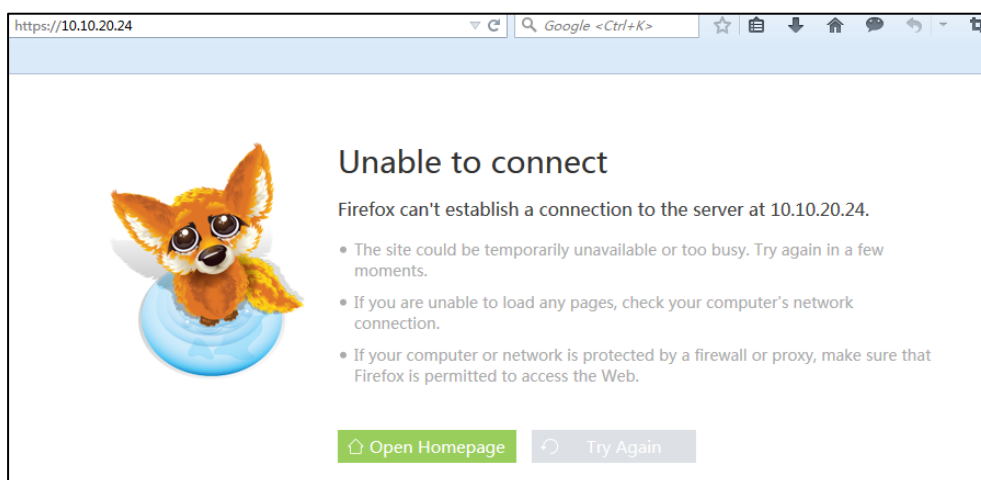 https://10.10.20.24 Google <Ctrl+K>
Unable to connect
Firefox can't establish a connection to the server at 10.10.20.24.
• The site could be temporarily unavailable or too busy. Try again in a few
moments.
• If you are unable to load any pages, check your computer's network
connection.
• If your computer or network is protected by a firewall or proxy, make sure that
Firefox is permitted to access the Web.
Open Homepage Try Again